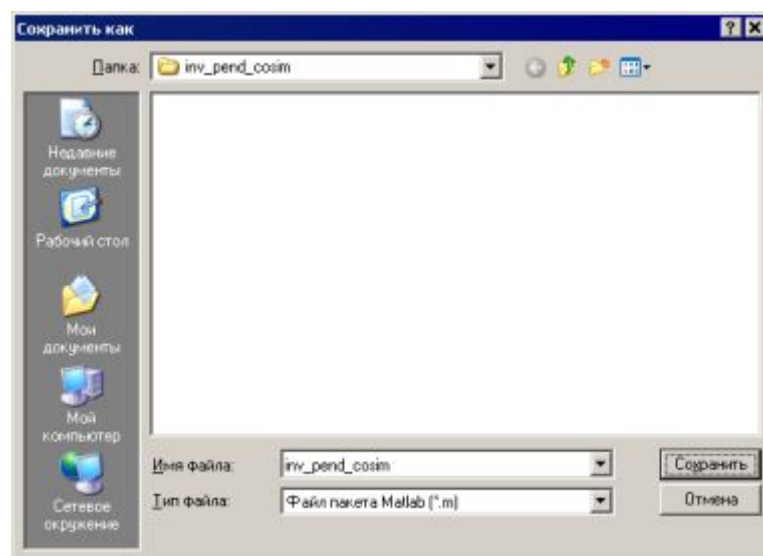 Сохранить как
Папка: inv_pend_cosim
Недавние
документы
Рабочий стол
Мои
документы
Мой
компьютер
Сетевое
окружение
Имя файла: inv_pend_cosim Сохранить
Тип файла: Файл пакета Matlab (*.m) Отмена